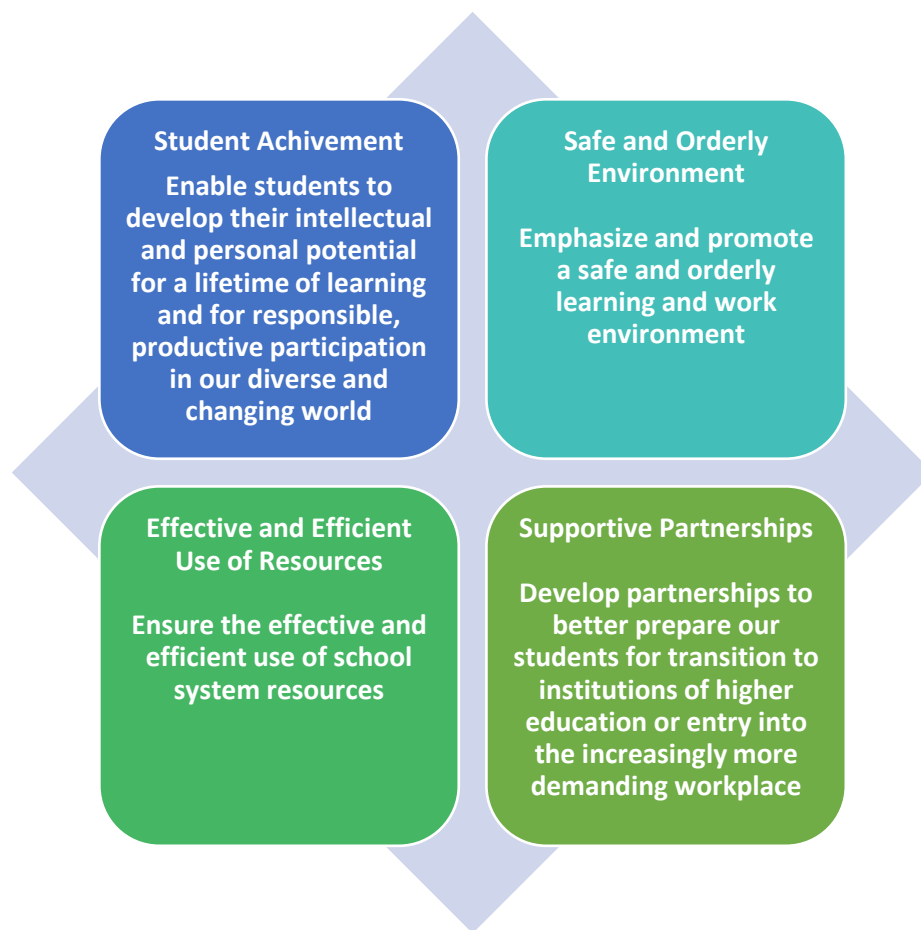 Student Achivement
Enable students to
develop their intellectual
and personal potential
for a lifetime of learning
and for responsible,
productive participation
in our diverse and
changing world
Safe and Orderly
Environment
Emphasize and promote
a safe and orderly
learning and work
environment
Effective and Efficient
Use of Resources
Ensure the effective and
efficient use of school
system resources
Supportive Partnerships
Develop partnerships to
better prepare our
students for transition to
institutions of higher
education or entry into
the increasingly more
demanding workplace